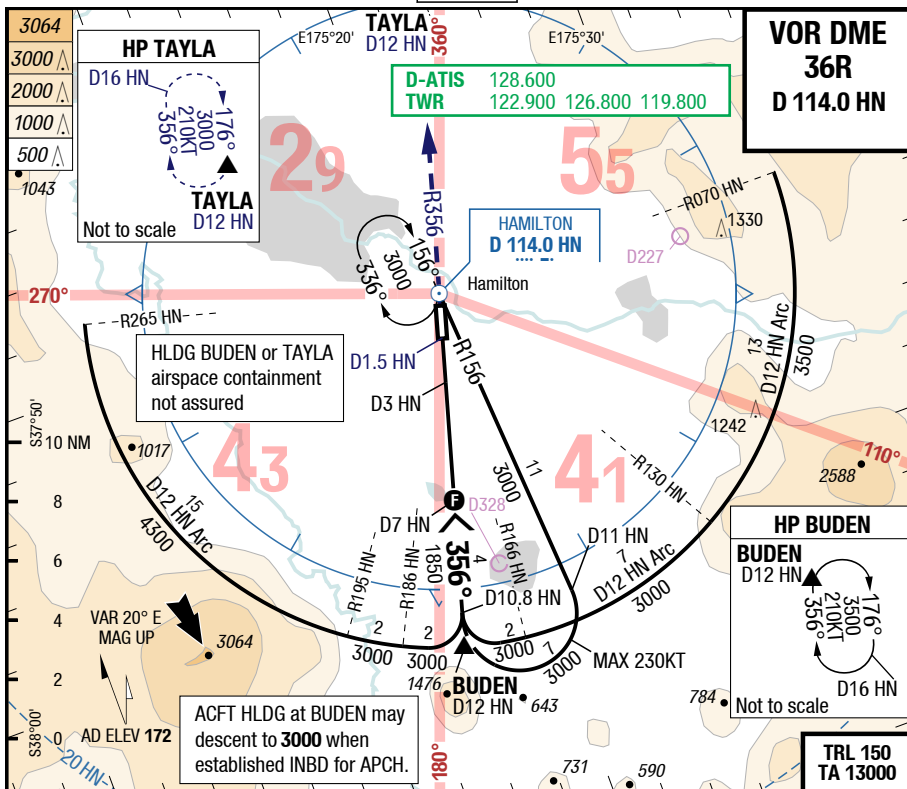 3064
3000
2000
1000
500
1043
HP TAYLA
D16 HN
176°
3000
210KT
356°
TAYLA
D12 HN
Not to scale
TAYLA
D12 HN
360°
E175°20'
E175°30'
D-ATIS 128.600
TWR 122.900 126.800 119.800
VOR DME
36R
D 114.0 HN
29
55
R356
R070 HN
1330
D227
HAMILTON
D 114.0 HN
Hamilton
156°
3000
336°
270°
R265 HN
HLDG BUDEN or TAYLA
airspace containment
not assured
D1.5 HN
R156
D3 HN
13
D12 HN Arc
3500
S37°50'
10 NM
1017
43
41
1242
110°
2588
11
3000
R130 HN
8
15
D12 HN Arc
4300
D7 HN
F
D328
R166 HN
D11 HN
7
D12 HN Arc
3000
6
R195 HN
R186 HN
1850
356°
4
D10.8 HN
HP BUDEN
BUDEN
D12 HN
176°
3500
210KT
356°
D16 HN
Not to scale
VAR 20° E
MAG UP
4
3064
2
3000
2
3000
2
3000
7
3000
MAX 230KT
2
1476
BUDEN
D12 HN
643
784
S38°00'
0
AD ELEV 172
20 HN
ACFT HLDG at BUDEN may
descent to 3000 when
established INBD for APCH.
180°
731
590
TRL 150
TA 13000